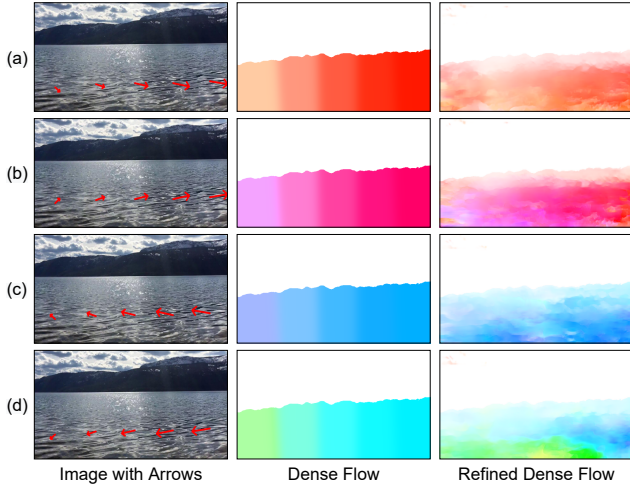 (a)
(b)
(c)
(d)
Image with Arrows
Dense Flow
Refined Dense Flow